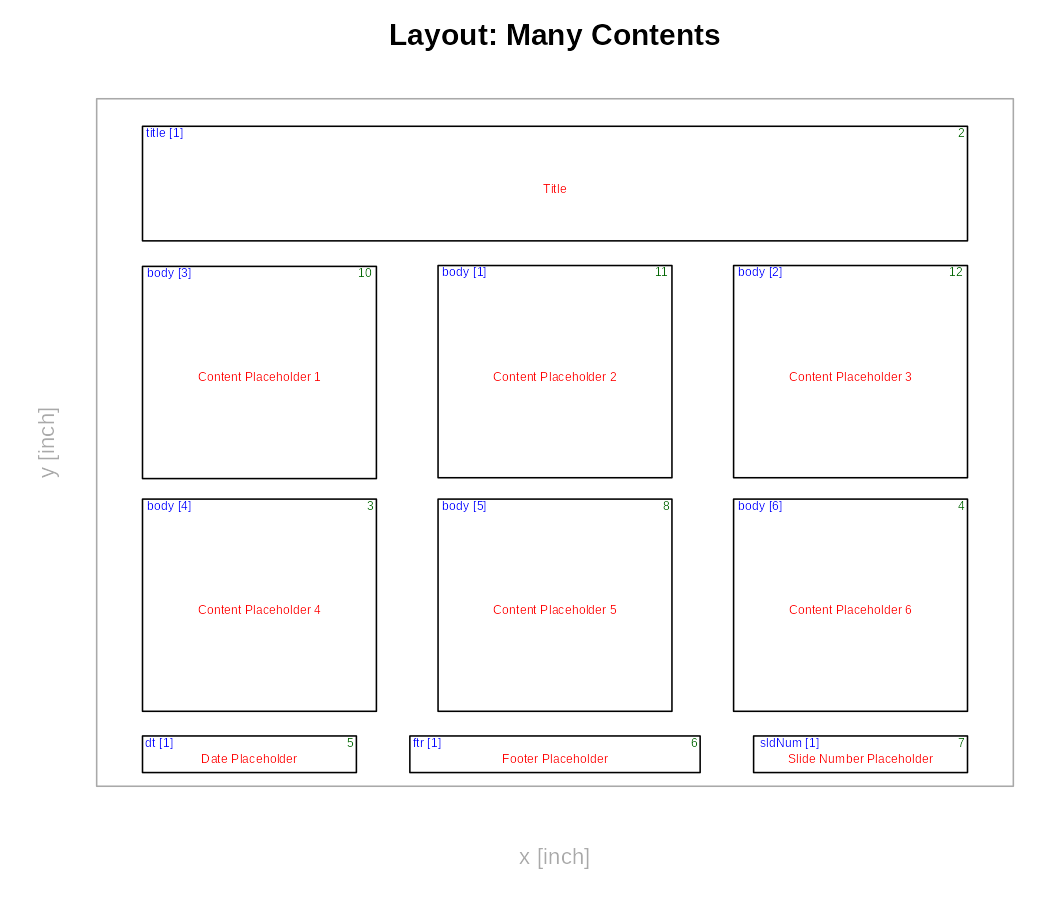 Layout: Many Contents
title [1] 2
Title
body [3] 10 body [1] 11 body [2] 12
Content Placeholder 1 Content Placeholder 2 Content Placeholder 3
y [inch]
body [4] 3 body [5] 8 body [6] 4
Content Placeholder 4 Content Placeholder 5 Content Placeholder 6
dt [1] 5 ftr [1] 6 sldNum [1] 7
Date Placeholder Footer Placeholder Slide Number Placeholder
x [inch]